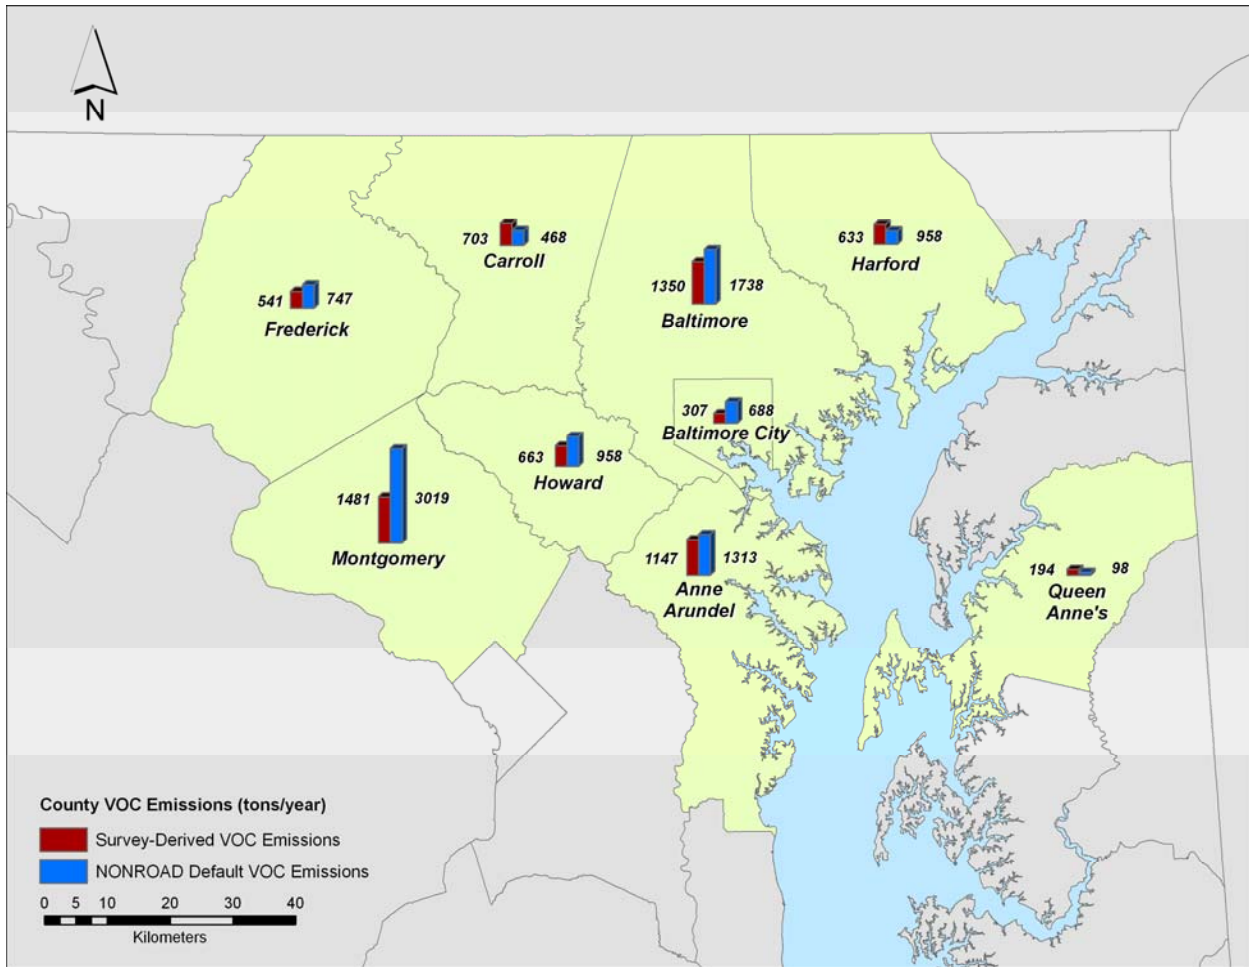 N
703 468
Carroll
633 958
Harford
541 747
Frederick
1350 1738
Baltimore
307 688
Baltimore City
663 958
Howard
1481 3019
Montgomery
1147 1313
Anne
Arundel
194 98
Queen
Anne's
County VOC Emissions (tons/year)
Survey-Derived VOC Emissions
NONROAD Default VOC Emissions
0 5 10 20 30 40
Kilometers